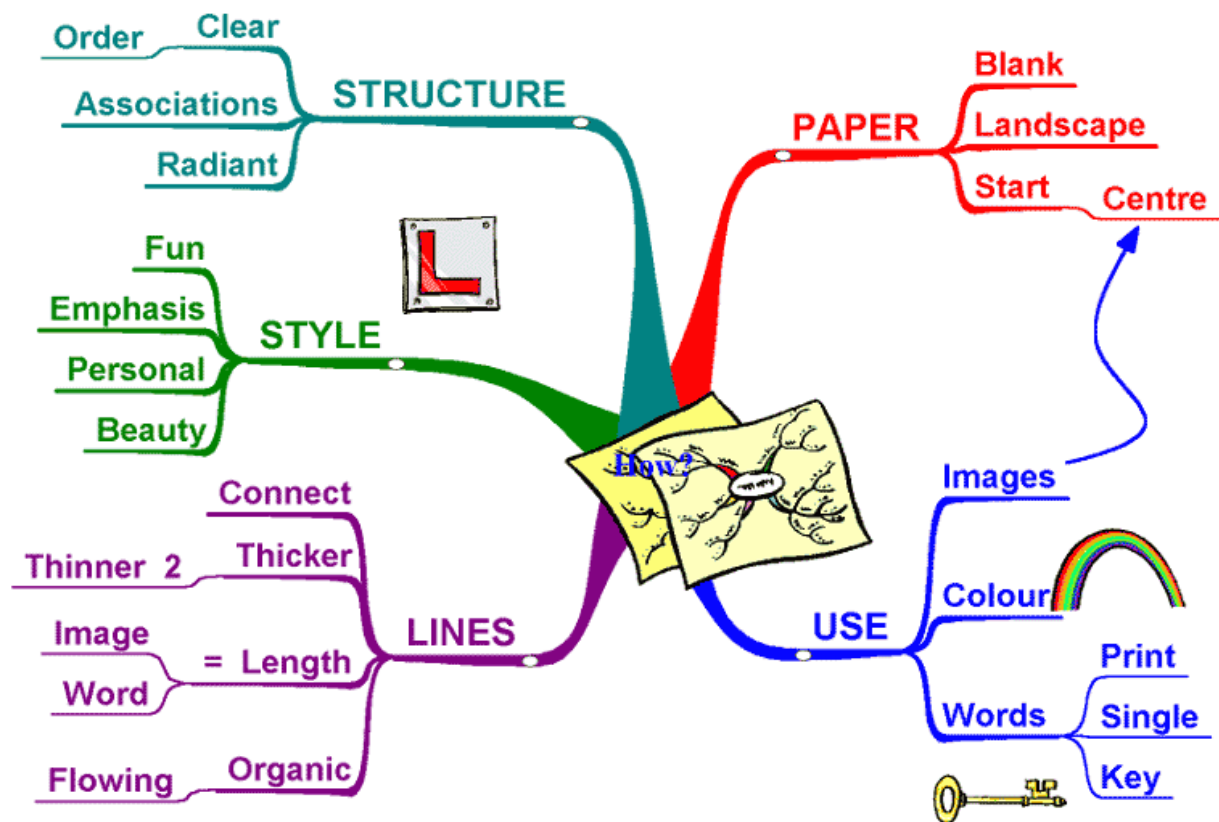 How?
PAPER
Blank
Landscape
Start
Centre
USE
Images
Colour
Words
Print
Single
Key
LINES
Connect
Thicker
Thinner 2
= Length
Image
Word
Organic
Flowing
STYLE
Fun
Emphasis
Personal
Beauty
STRUCTURE
Clear
Order
Associations
Radiant
L